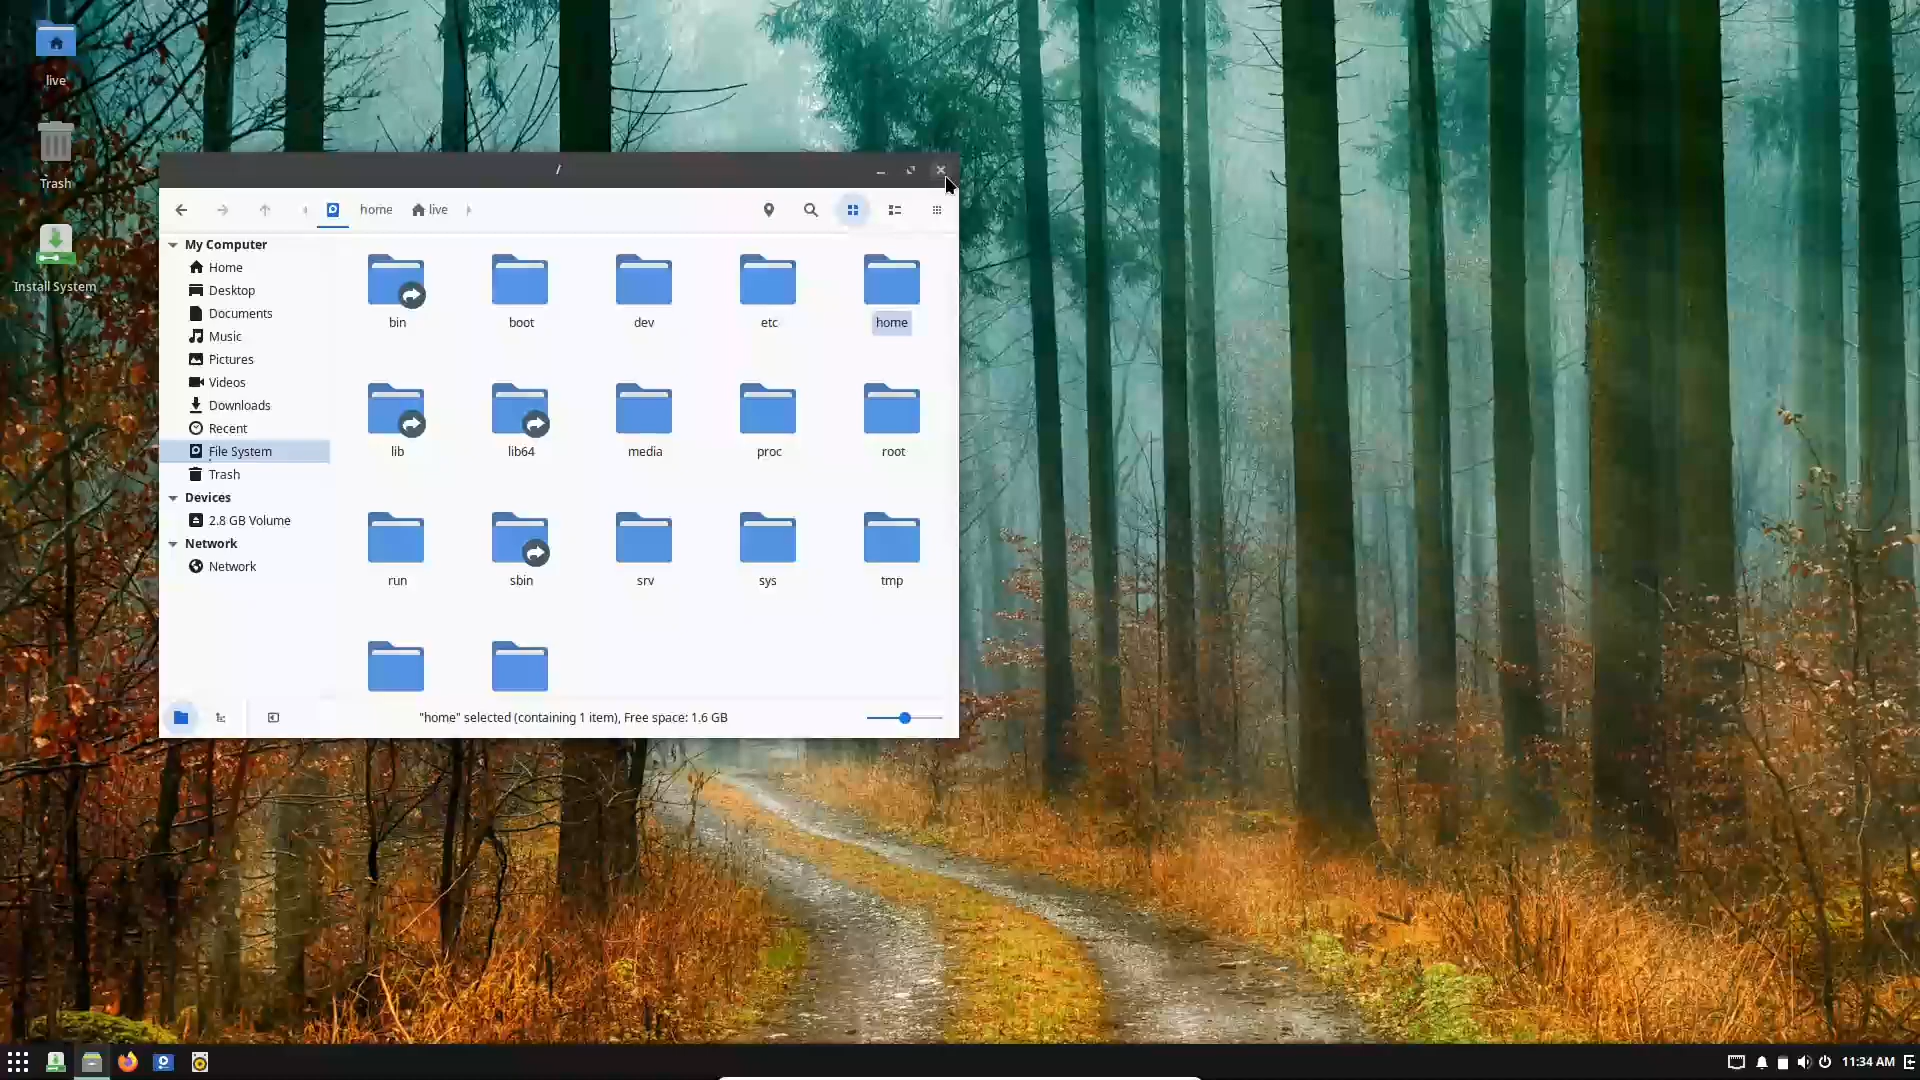 live
Trash
Install System
/
home
live
My Computer
Home
Desktop
Documents
Music
Pictures
Videos
Downloads
Recent
File System
Trash
Devices
2.8 GB Volume
Network
Network
bin
boot
dev
etc
home
lib
lib64
media
proc
root
run
sbin
srv
sys
tmp
"home" selected (containing 1 item), Free space: 1.6 GB
11:34 AM